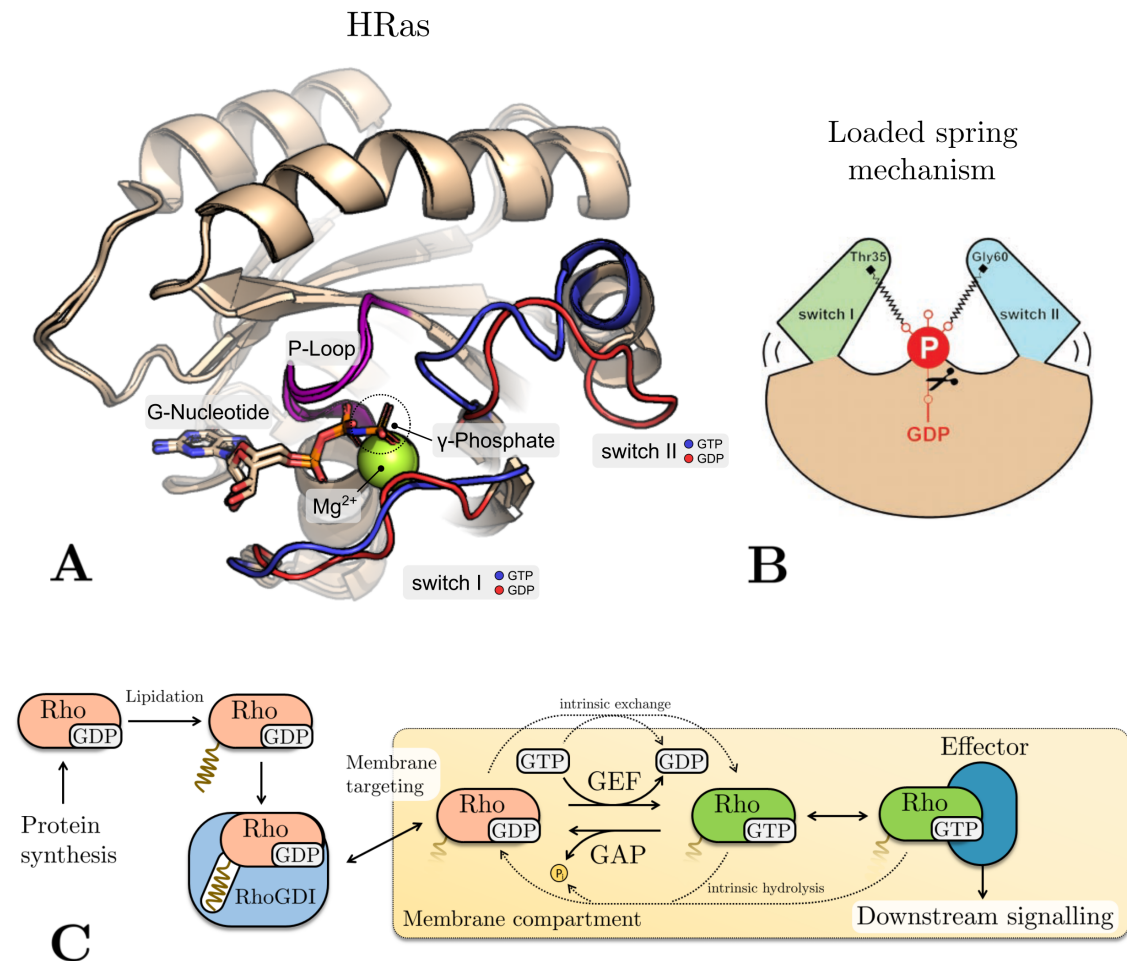 HRas
P-Loop
G-Nucleotide
γ-Phosphate
Mg²⁺
switch II
GTP
GDP
switch I
GTP
GDP
A
Loaded spring
mechanism
Thr35
Gly60
switch I
switch II
P
GDP
B
Rho
GDP
Lipidation
Rho
GDP
Protein
synthesis
Rho
GDP
RhoGDI
Membrane
targeting
intrinsic exchange
GTP
GDP
GEF
Rho
GDP
Rho
GTP
GAP
Pi
intrinsic hydrolysis
Membrane compartment
Effector
Rho
GTP
Downstream signalling
C